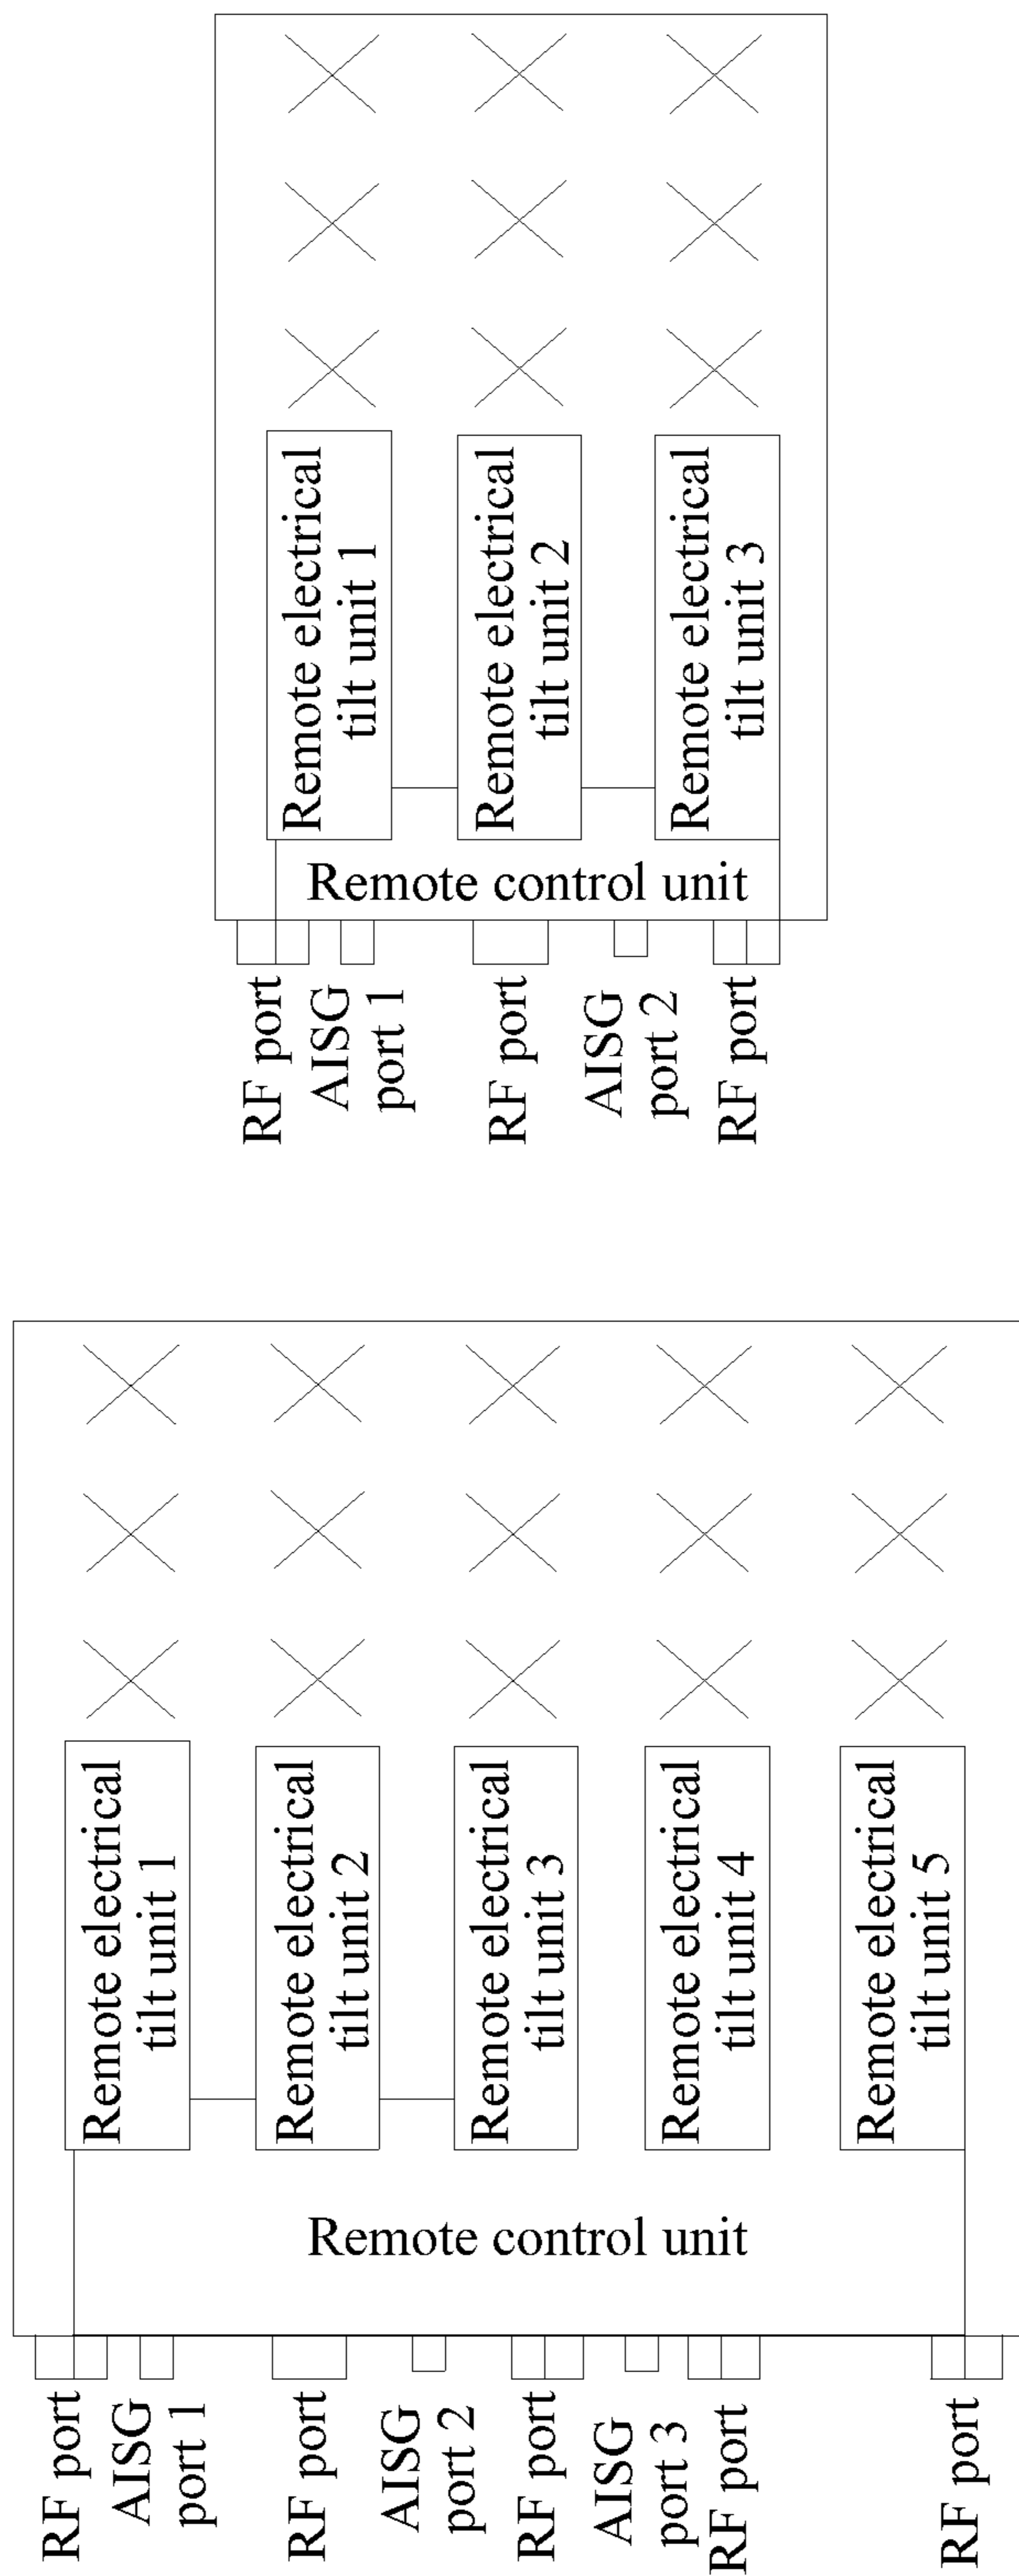 Remote electrical
tilt unit 1
Remote electrical
tilt unit 2
Remote electrical
tilt unit 3
Remote control unit
RF port
AISG
port 1
RF port
AISG
port 2
RF port
Remote electrical
tilt unit 1
Remote electrical
tilt unit 2
Remote electrical
tilt unit 3
Remote electrical
tilt unit 4
Remote electrical
tilt unit 5
Remote control unit
RF port
AISG
port 1
RF port
AISG
port 2
RF port
AISG
port 3
RF port
RF port